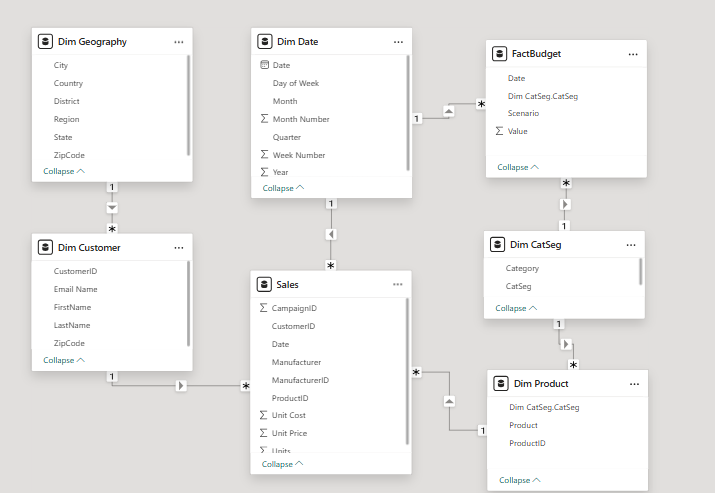 Dim Geography ...
City
Country
District
Region
State
ZipCode
Collapse
Dim Date ...
Date
Day of Week
Month
Month Number
Quarter
Week Number
Year
Collapse
FactBudget ...
Date
Dim CatSeg.CatSeg
Scenario
Value
Collapse
1
*
1
*
1
*
*
1
Dim Customer ...
CustomerID
Email Name
FirstName
LastName
ZipCode
Collapse
Sales ...
CampaignID
CustomerID
Date
Manufacturer
ManufacturerID
ProductID
Unit Cost
Unit Price
Units
Collapse
Dim CatSeg ...
Category
CatSeg
Collapse
1
*
1
*
*
1
Dim Product ...
Dim CatSeg.CatSeg
Product
ProductID
Collapse